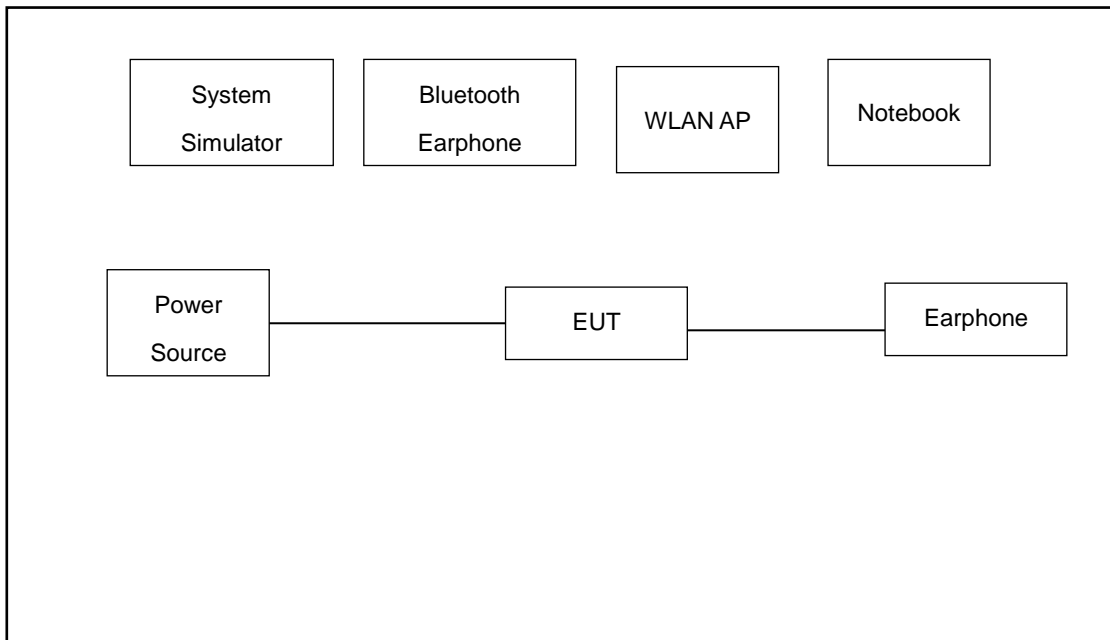 System
Simulator
Bluetooth
Earphone
WLAN AP
Notebook
Power
Source
EUT
Earphone